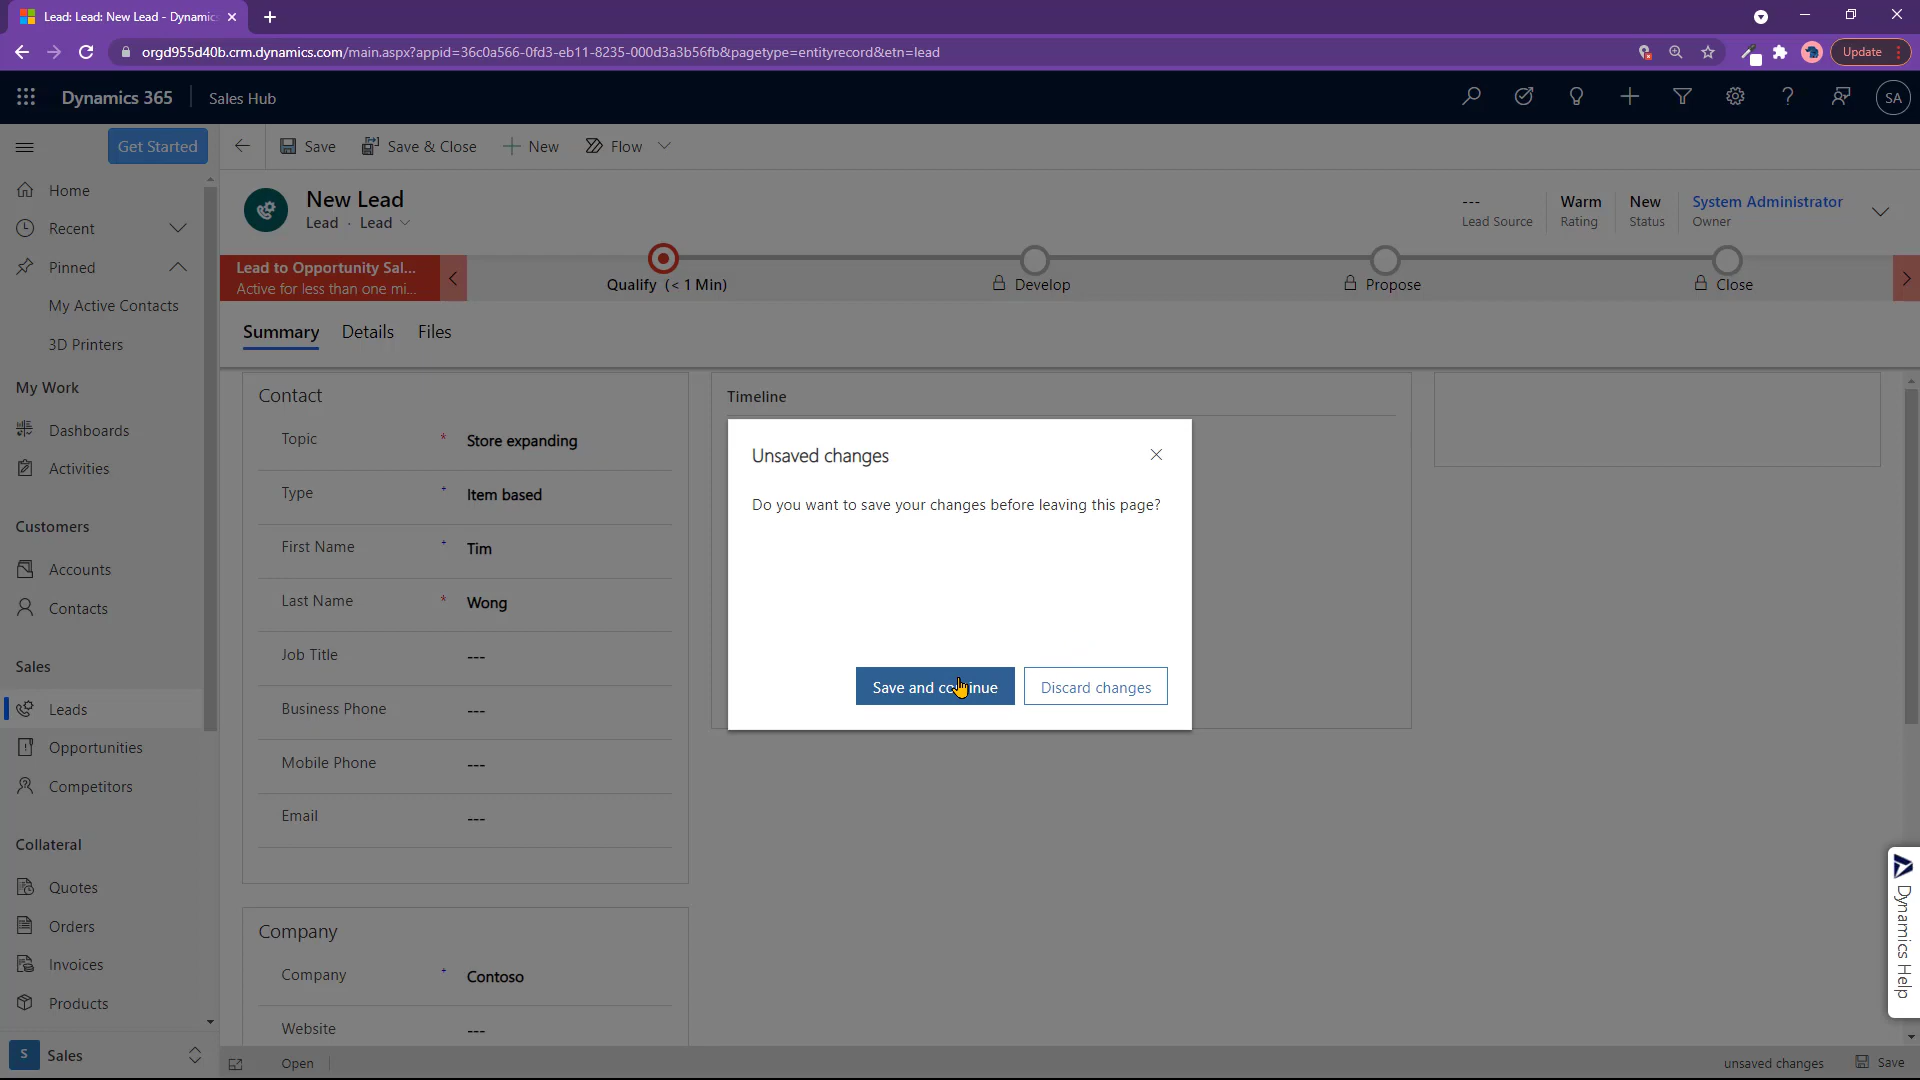 Lead: Lead: New Lead - Dynamics
orgd955d40b.crm.dynamics.com/main.aspx?appid=36c0a566-0fd3-eb11-8235-000d3a3b56fb&pagetype=entityrecord&etn=lead
Update
Dynamics 365
Sales Hub
SA
Get Started
Save
Save & Close
New
Flow
Home
Recent
Pinned
My Active Contacts
3D Printers
My Work
Dashboards
Activities
Customers
Accounts
Contacts
Sales
Leads
Opportunities
Competitors
Collateral
Quotes
Orders
Invoices
Products
S Sales
New Lead
Lead · Lead
---
Lead Source
Warm
Rating
New
Status
System Administrator
Owner
Lead to Opportunity Sal...
Active for less than one mi...
Qualify (< 1 Min)
Develop
Propose
Close
Summary
Details
Files
Contact
Topic * Store expanding
Type + Item based
First Name + Tim
Last Name * Wong
Job Title ---
Business Phone ---
Mobile Phone ---
Email ---
Company
Company + Contoso
Website ---
Timeline
Unsaved changes
Do you want to save your changes before leaving this page?
Save and continue
Discard changes
Dynamics Help
Open
unsaved changes
Save